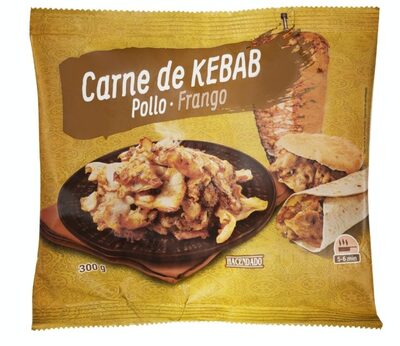 Carne de KEBAB
Pollo · Frango
300 g
HACENDADO
5-6 min